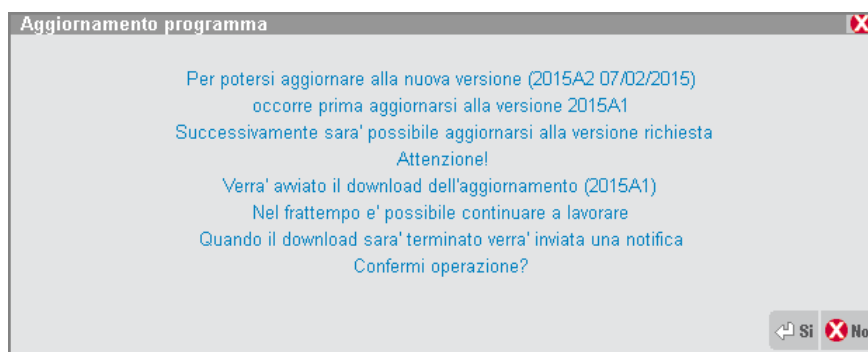 Aggiornamento programma
Per potersi aggiornare alla nuova versione (2015A2 07/02/2015)
occorre prima aggiornarsi alla versione 2015A1
Successivamente sara' possibile aggiornarsi alla versione richiesta
Attenzione!
Verra' avviato il download dell'aggiornamento (2015A1)
Nel frattempo e' possibile continuare a lavorare
Quando il download sara' terminato verra' inviata una notifica
Confermi operazione?
Si No